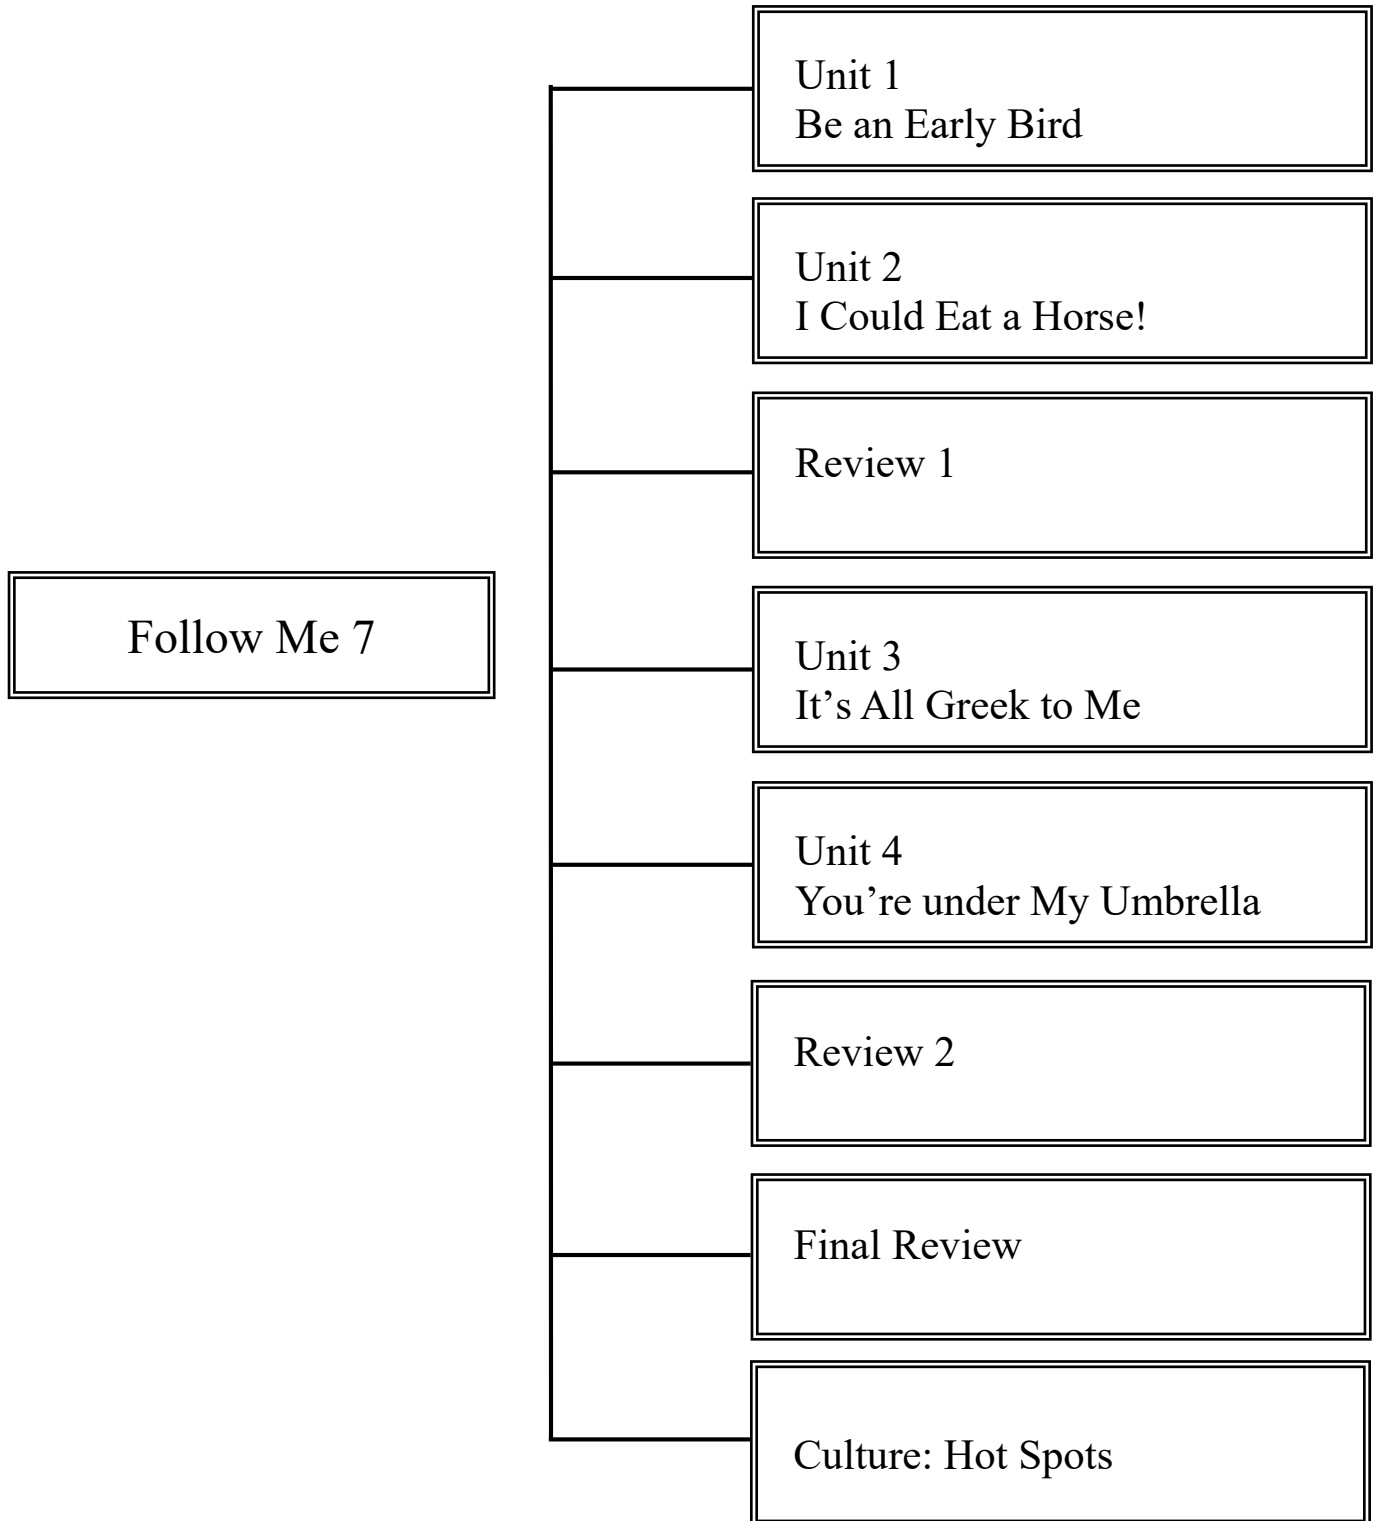 Follow Me 7
Unit 1
Be an Early Bird
Unit 2
I Could Eat a Horse!
Review 1
Unit 3
It’s All Greek to Me
Unit 4
You’re under My Umbrella
Review 2
Final Review
Culture: Hot Spots